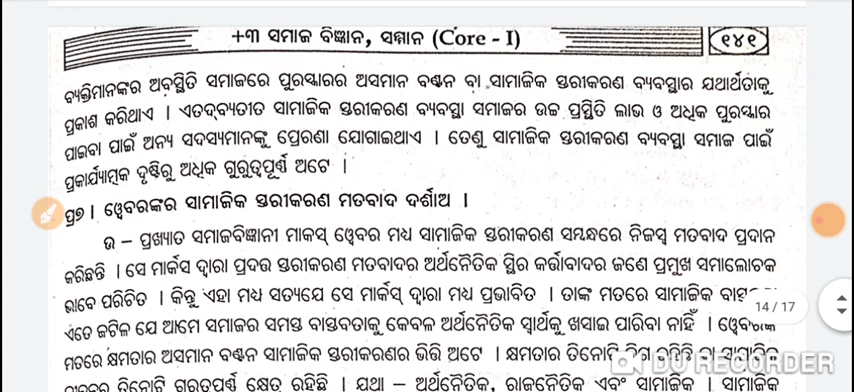 +୩ ସମାଜ ବିଜ୍ଞାନ, ସମ୍ମାନ (Core - I)
୧୪୧
ବ୍ୟକ୍ତିମାନଙ୍କର ଅବସ୍ଥିତି ସମାଜରେ ପୁରସ୍କାରର ଅସମାନ ବଣ୍ଟନ ବା ସାମାଜିକ ସ୍ତରୀକରଣ ବ୍ୟବସ୍ଥାର ଯଥାର୍ଥତାକୁ
ପ୍ରକାଶ କରିଥାଏ । ଏତଦ୍‌ବ୍ୟତୀତ ସାମାଜିକ ସ୍ତରୀକରଣ ବ୍ୟବସ୍ଥା ସମାଜର ଉଚ୍ଚ ପ୍ରସ୍ଥିତି ଲାଭ ଓ ଅଧିକ ପୁରସ୍କାର
ପାଇବା ପାଇଁ ଅନ୍ୟ ସଦସ୍ୟମାନଙ୍କୁ ପ୍ରେରଣା ଯୋଗାଇଥାଏ । ତେଣୁ ସାମାଜିକ ସ୍ତରୀକରଣ ବ୍ୟବସ୍ଥା ସମାଜ ପାଇଁ
ପ୍ରକାର୍ଯ୍ୟାତ୍ମକ ଦୃଷ୍ଟିରୁ ଅଧିକ ଗୁରୁତ୍ୱପୂର୍ଣ୍ଣ ଅଟେ ।
ପ୍ର୭ । ୱେବରଙ୍କର ସାମାଜିକ ସ୍ତରୀକରଣ ମତବାଦ ଦର୍ଶାଅ ।
ଉ – ପ୍ରଖ୍ୟାତ ସମାଜବିଜ୍ଞାନୀ ମାକସ୍ ୱେବର ମଧ୍ୟ ସାମାଜିକ ସ୍ତରୀକରଣ ସମ୍ବନ୍ଧରେ ନିଜସ୍ୱ ମତବାଦ ପ୍ରଦାନ
କରିଛନ୍ତି । ସେ ମାର୍କସ ଦ୍ୱାରା ପ୍ରଦତ୍ତ ସ୍ତରୀକରଣ ମତବାଦର ଅର୍ଥନୈତିକ ସ୍ଥିର କର୍ତ୍ତାବାଦର ଜଣେ ପ୍ରମୁଖ ସମାଲୋଚକ
ଭାବେ ପରିଚିତ । କିନ୍ତୁ ଏହା ମଧ୍ୟ ସତ୍ୟଯେ ସେ ମାର୍କସ୍ ଦ୍ୱାରା ମଧ୍ୟ ପ୍ରଭାବିତ । ତାଙ୍କ ମତରେ ସାମାଜିକ
14 / 17
ଏତେ ଜଟିଳ ଯେ ଆମେ ସମାଜର ସମସ୍ତ ବାସ୍ତବତାକୁ କେବଳ ଅର୍ଥନୈତିକ ସ୍ୱାର୍ଥକୁ ଖସାଇ ପାରିବା ନାହିଁ । ୱେବରଙ୍କ
ମତରେ କ୍ଷମତାର ଅସମାନ ବଣ୍ଟନ ସାମାଜିକ ସ୍ତରୀକରଣର ଭିତ୍ତି ଅଟେ । କ୍ଷମତାର ତିନୋଟି
DU RECORDER
ତିନୋଟି ଗୁରୁତ୍ୱପୂର୍ଣ୍ଣ କ୍ଷେତ୍ର ରହିଛି । ଯଥା – ଅର୍ଥନୈତିକ, ରାଜନୈତିକ ଏବଂ ସାମାଜିକ । ସାମାଜିକ